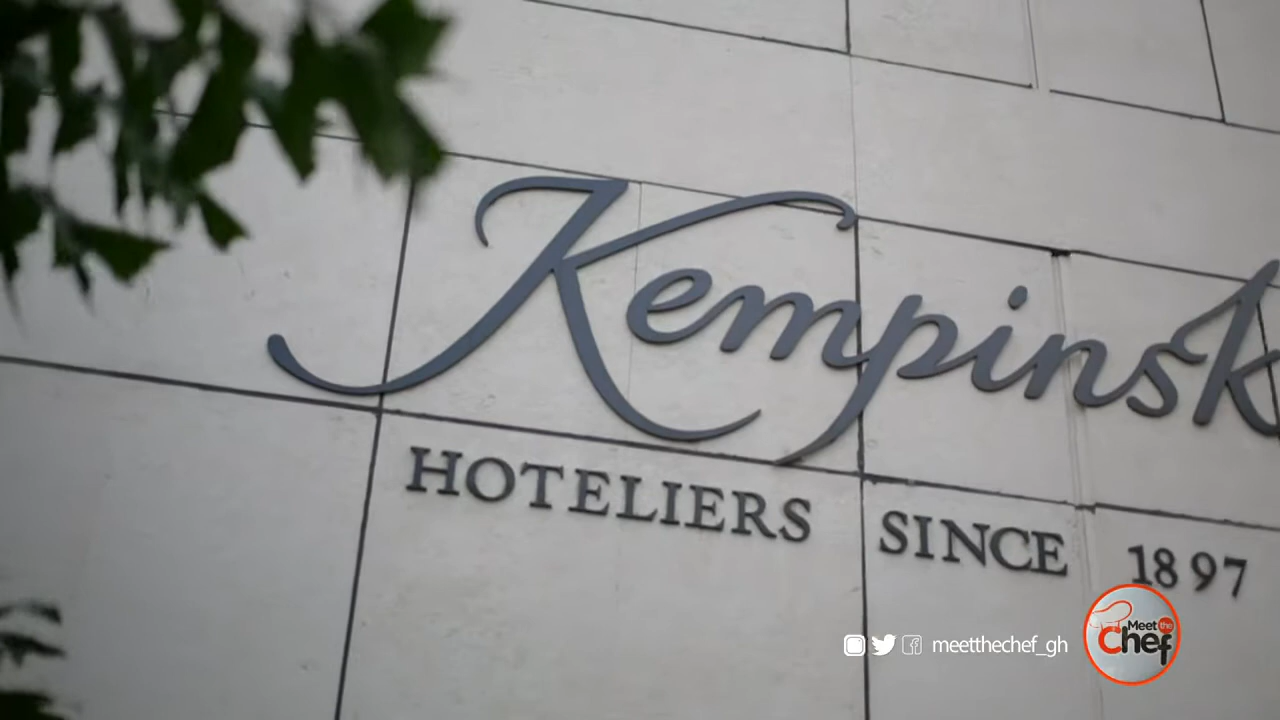 Kempinsk
HOTELIERS SINCE 1897
meetthechef_gh
Meet the
Chef